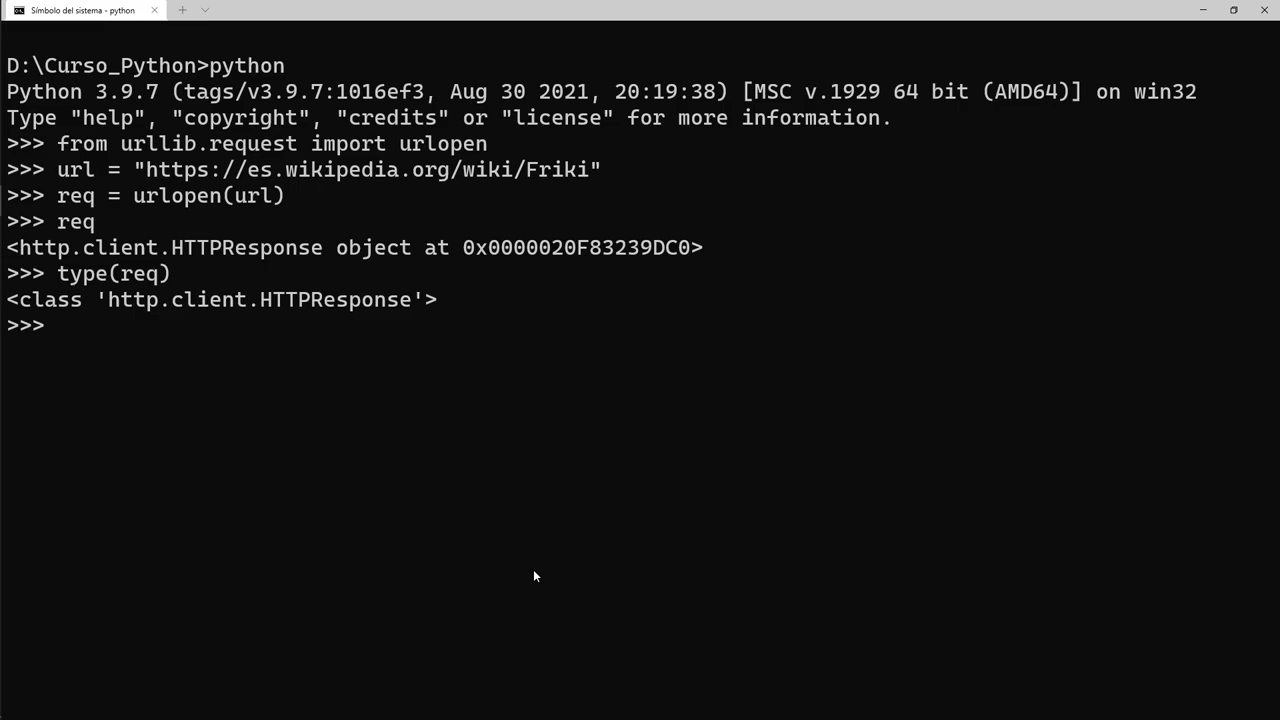 Símbolo del sistema - python
D:\Curso_Python>python
Python 3.9.7 (tags/v3.9.7:1016ef3, Aug 30 2021, 20:19:38) [MSC v.1929 64 bit (AMD64)] on win32
Type "help", "copyright", "credits" or "license" for more information.
>>> from urllib.request import urlopen
>>> url = "https://es.wikipedia.org/wiki/Friki"
>>> req = urlopen(url)
>>> req
<http.client.HTTPResponse object at 0x0000020F83239DC0>
>>> type(req)
<class 'http.client.HTTPResponse'>
>>>